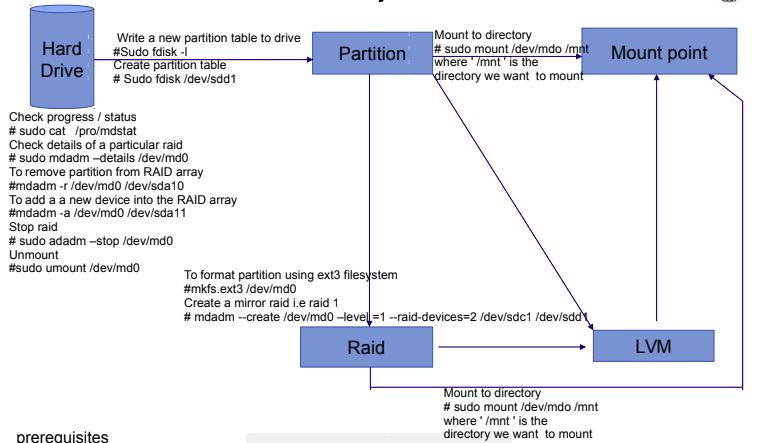 Hard
Drive
Write a new partition table to drive
#Sudo fdisk -l
Create partition table
# Sudo fdisk /dev/sdd1
Partition
Mount to directory
# sudo mount /dev/mdo /mnt
where ' /mnt ' is the
directory we want to mount
Mount point
Check progress / status
# sudo cat /pro/mdstat
Check details of a particular raid
# sudo mdadm –details /dev/md0
To remove partition from RAID array
#mdadm -r /dev/md0 /dev/sda10
To add a a new device into the RAID array
#mdadm -a /dev/md0 /dev/sda11
Stop raid
# sudo adadm –stop /dev/md0
Unmount
#sudo umount /dev/md0
To format partition using ext3 filesystem
#mkfs.ext3 /dev/md0
Create a mirror raid i.e raid 1
# mdadm --create /dev/md0 –level =1 --raid-devices=2 /dev/sdc1 /dev/sdd1
Raid
LVM
Mount to directory
# sudo mount /dev/mdo /mnt
where ' /mnt ' is the
directory we want to mount
prerequisites